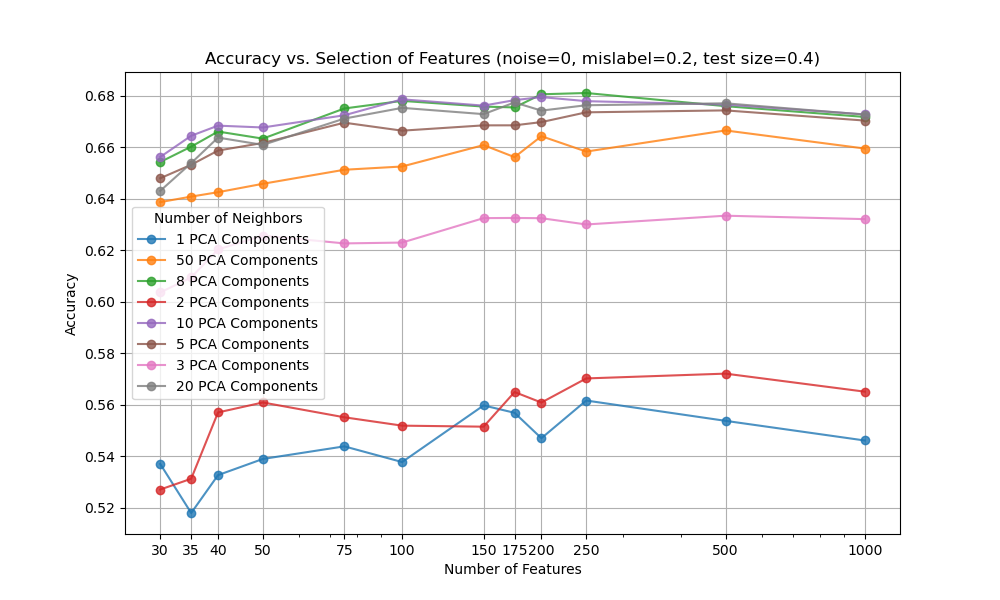 Accuracy vs. Selection of Features (noise=0, mislabel=0.2, test size=0.4)
Accuracy
0.68
0.66
0.64
0.62
0.60
0.58
0.56
0.54
0.52
Number of Neighbors
1 PCA Components
50 PCA Components
8 PCA Components
2 PCA Components
10 PCA Components
5 PCA Components
3 PCA Components
20 PCA Components
30 35 40 50 75 100 150 175 200 250 500 1000
Number of Features